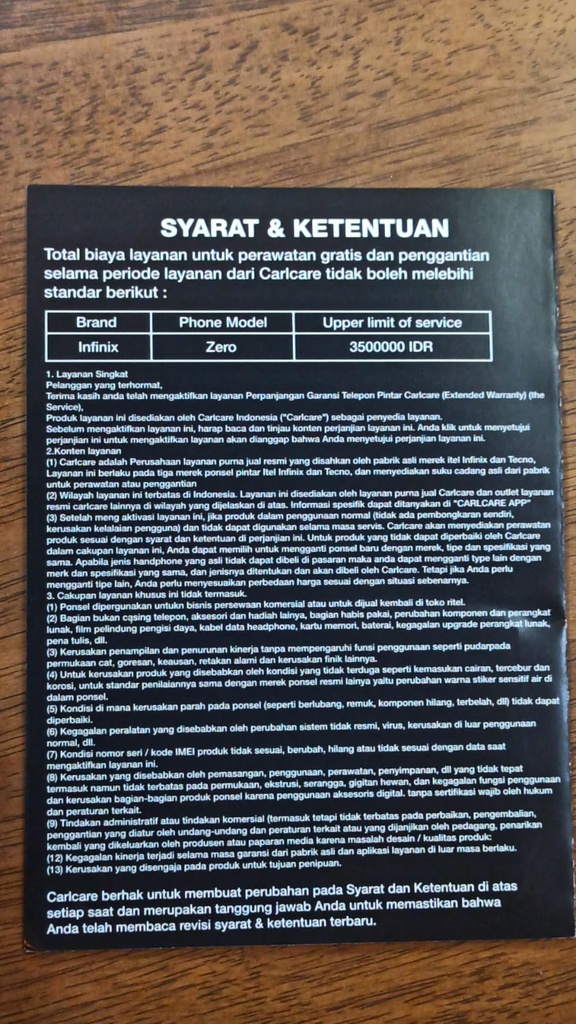 SYARAT & KETENTUAN
Total biaya layanan untuk perawatan gratis dan penggantian
selama periode layanan dari Carlcare tidak boleh melebihi
standar berikut :
Brand Phone Model Upper limit of service
Infinix Zero 3500000 IDR
1. Layanan Singkat
Pelanggan yang terhormat,
Terima kasih anda telah mengaktifkan layanan Perpanjangan Garansi Telepon Pintar Carlcare (Extended Warranty) (the
Service),
Produk layanan ini disediakan oleh Carlcare Indonesia ("Carlcare") sebagai penyedia layanan.
Sebelum mengaktifkan layanan ini, harap baca dan tinjau konten perjanjian layanan ini. Anda klik untuk menyetujui
perjanjian ini untuk mengaktifkan layanan akan dianggap bahwa Anda menyetujui perjanjian layanan ini.
2.Konten layanan
(1) Carlcare adalah Perusahaan layanan purna jual resmi yang disahkan oleh pabrik asli merek itel Infinix dan Tecno,
Layanan ini berlaku pada tiga merek ponsel pintar Itel Infinix dan Tecno, dan menyediakan suku cadang asli dari pabrik
untuk perawatan atau penggantian
(2) Wilayah layanan ini terbatas di Indonesia. Layanan ini disediakan oleh layanan purna jual Carlcare dan outlet layanan
resmi carlcare lainnya di wilayah yang dijelaskan di atas. Informasi spesifik dapat ditanyakan di "CARLCARE APP"
(3) Setelah meng aktivasi layanan ini, jika produk dalam penggunaan normal (tidak ada pembongkaran sendiri,
kerusakan kelalaian pengguna) dan tidak dapat digunakan selama masa servis. Carlcare akan menyediakan perawatan
produk sesuai dengan syarat dan ketentuan di perjanjian ini. Untuk produk yang tidak dapat diperbaiki oleh Carlcare
dalam cakupan layanan ini, Anda dapat memilih untuk mengganti ponsel baru dengan merek, tipe dan spesifikasi yang
sama. Apabila jenis handphone yang asli tidak dapat dibeli di pasaran maka anda dapat mengganti type lain dengan
merk dan spesifikasi yang sama, dan jenisnya ditentukan dan akan dibeli oleh Carlcare. Tetapi jika Anda perlu
mengganti tipe lain, Anda perlu menyesuaikan perbedaan harga sesuai dengan situasi sebenarnya.
3. Cakupan layanan khusus ini tidak termasuk.
(1) Ponsel dipergunakan untukn bisnis persewaan komersial atau untuk dijual kembali di toko ritel.
(2) Bagian bukan casing telepon, aksesori dan hadiah lainya, bagian habis pakai, perubahan komponen dan perangkat
lunak, film pelindung pengisi daya, kabel data headphone, kartu memori, baterai, kegagalan upgrade perangkat lunak,
pena tulis, dll.
(3) Kerusakan penampilan dan penurunan kinerja tanpa mempengaruhi fungsi penggunaan seperti pudarpada
permukaan cat, goresan, keausan, retakan alami dan kerusakan finik lainnya.
(4) Untuk kerusakan produk yang disebabkan oleh kondisi yang tidak terduga seperti kemasukan cairan, tercebur dan
korosi, untuk standar penilaiannya sama dengan merek ponsel resmi lainya yaitu perubahan warna stiker sensitif air di
dalam ponsel.
(5) Kondisi di mana kerusakan parah pada ponsel (seperti berlubang, remuk, komponen hilang, terbelah, dll) tidak dapat
diperbaiki.
(6) Kegagalan peralatan yang disebabkan oleh perubahan sistem tidak resmi, virus, kerusakan di luar penggunaan
normal, dll.
(7) Kondisi nomor seri / kode IMEI produk tidak sesuai, berubah, hilang atau tidak sesuai dengan data saat
mengaktifkan layanan ini.
(8) Kerusakan yang disebabkan oleh pemasangan, penggunaan, perawatan, penyimpanan, dll yang tidak tepat
termasuk namun tidak terbatas pada permukaan, ekstrusi, serangga, gigitan hewan, dan kegagalan fungsi penggunaan
dan kerusakan bagian-bagian produk ponsel karena penggunaan aksesoris digital. tanpa sertifikasi wajib oleh hukum
dan peraturan terkait.
(9) Tindakan administratif atau tindakan komersial (termasuk tetapi tidak terbatas pada perbaikan, pengembalian,
penggantian yang diatur oleh undang-undang dan peraturan terkait atau yang dijanjikan oleh pedagang, penarikan
kembali yang dikeluarkan oleh produsen atau paparan media karena masalah desain / kualitas produk:
(12) Kegagalan kinerja terjadi selama masa garansi dari pabrik asli dan aplikasi layanan di luar masa berlaku.
(13) Kerusakan yang disengaja pada produk untuk tujuan penipuan.
Carlcare berhak untuk membuat perubahan pada Syarat dan Ketentuan di atas
setiap saat dan merupakan tanggung jawab Anda untuk memastikan bahwa
Anda telah membaca revisi syarat & ketentuan terbaru.